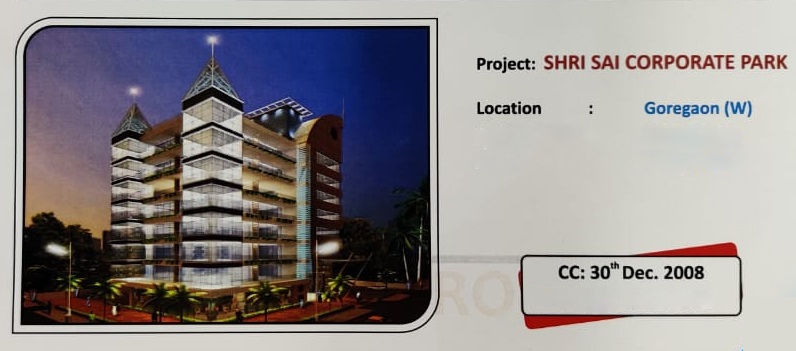 Project: SHRI SAI CORPORATE PARK
Location : Goregaon (W)
CC: 30th Dec. 2008